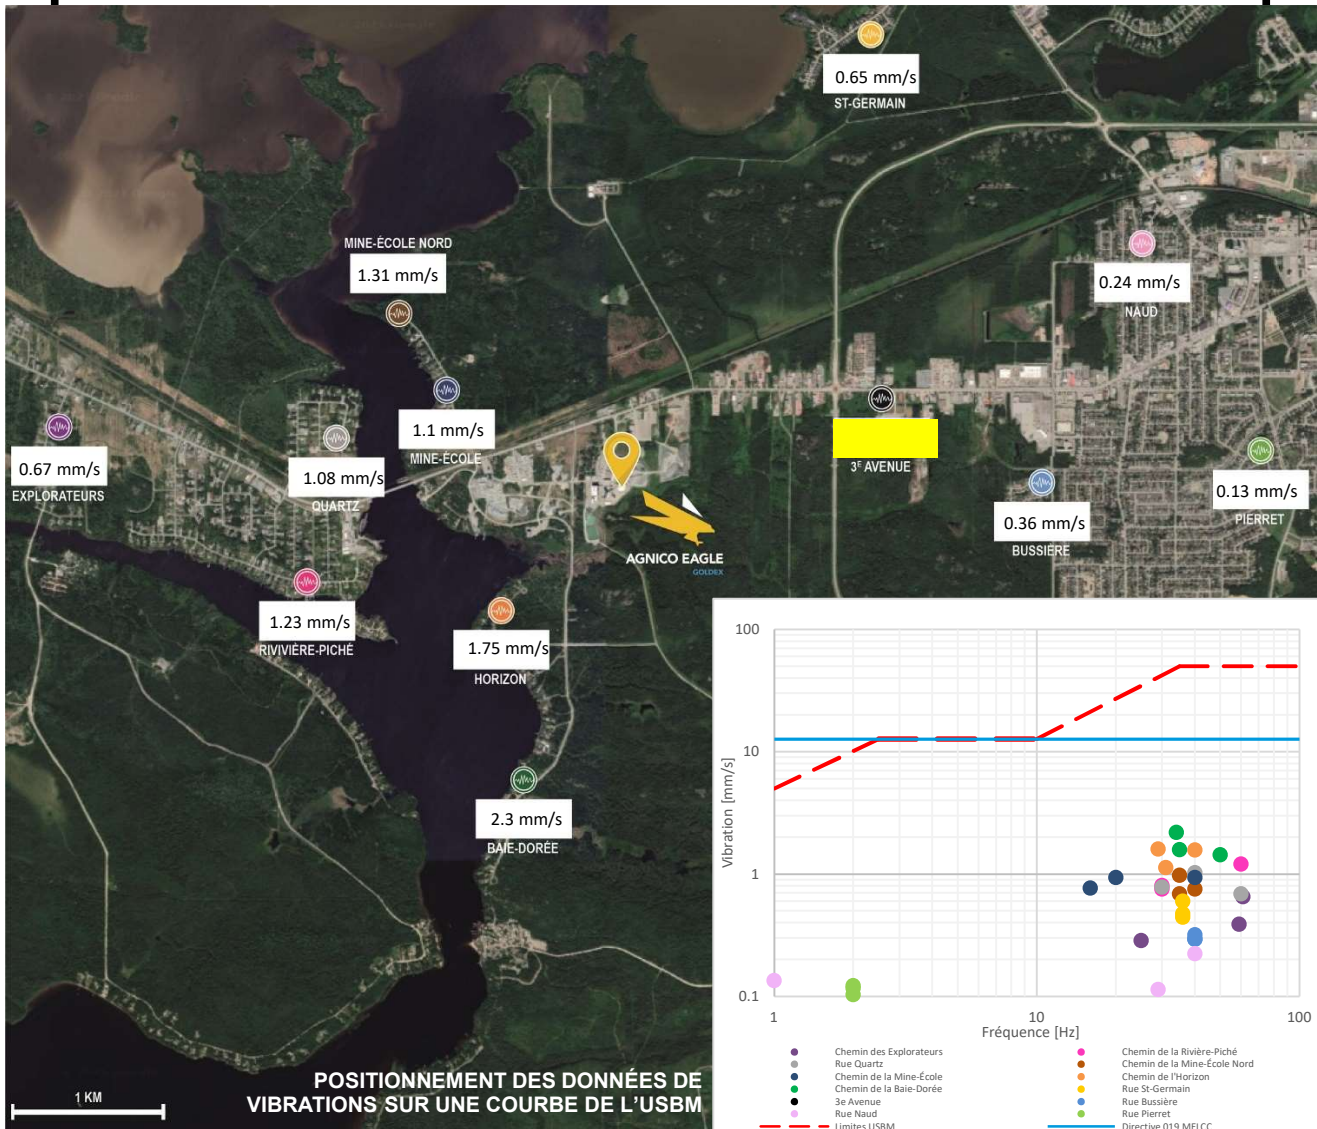 0.65 mm/s
ST-GERMAIN
MINE-ÉCOLE NORD
1.31 mm/s
0.24 mm/s
NAUD
1.1 mm/s
MINE-ÉCOLE
0.67 mm/s
EXPLORATEURS
1.08 mm/s
QUARTZ
3E AVENUE
0.13 mm/s
PIERRET
0.36 mm/s
BUSSIÈRE
AGNICO EAGLE
GOLDEX
1.23 mm/s
RIVIVIÈRE-PICHÉ
1.75 mm/s
HORIZON
2.3 mm/s
BAIE-DORÉE
100
10
1
0.1
Vibration [mm/s]
1
10
100
Fréquence [Hz]
Chemin des Explorateurs
Chemin de la Rivière-Piché
Rue Quartz
Chemin de la Mine-École Nord
Chemin de la Mine-École
Chemin de l'Horizon
Chemin de la Baie-Dorée
Rue St-Germain
3e Avenue
Rue Bussière
Rue Naud
Rue Pierret
Limites USBM
Directive 019 MELCC
POSITIONNEMENT DES DONNÉES DE
VIBRATIONS SUR UNE COURBE DE L'USBM
1 KM